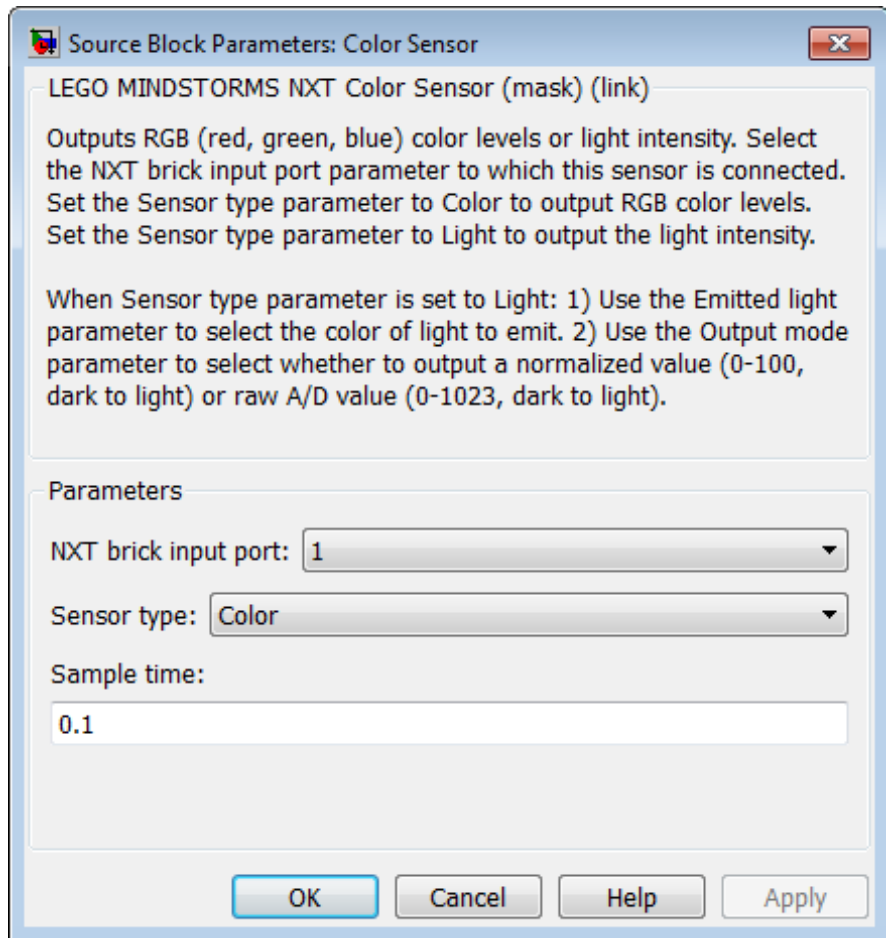 Source Block Parameters: Color Sensor
LEGO MINDSTORMS NXT Color Sensor (mask) (link)
Outputs RGB (red, green, blue) color levels or light intensity. Select
the NXT brick input port parameter to which this sensor is connected.
Set the Sensor type parameter to Color to output RGB color levels.
Set the Sensor type parameter to Light to output the light intensity.
When Sensor type parameter is set to Light: 1) Use the Emitted light
parameter to select the color of light to emit. 2) Use the Output mode
parameter to select whether to output a normalized value (0-100,
dark to light) or raw A/D value (0-1023, dark to light).
Parameters
NXT brick input port: 1
Sensor type: Color
Sample time:
0.1
OK Cancel Help Apply